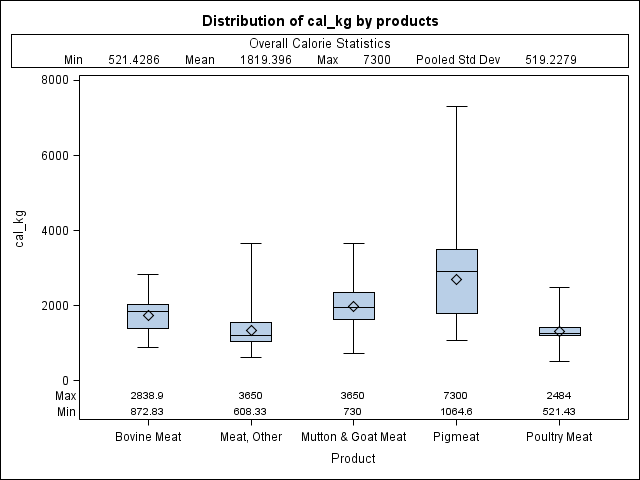 Distribution of cal_kg by products
Overall Calorie Statistics
Min 521.4286 Mean 1819.396 Max 7300 Pooled Std Dev 519.2279
8000
6000
4000
2000
0
cal_kg
Max 2838.9 3650 3650 7300 2484
Min 872.83 608.33 730 1064.6 521.43
Bovine Meat Meat, Other Mutton & Goat Meat Pigmeat Poultry Meat
Product